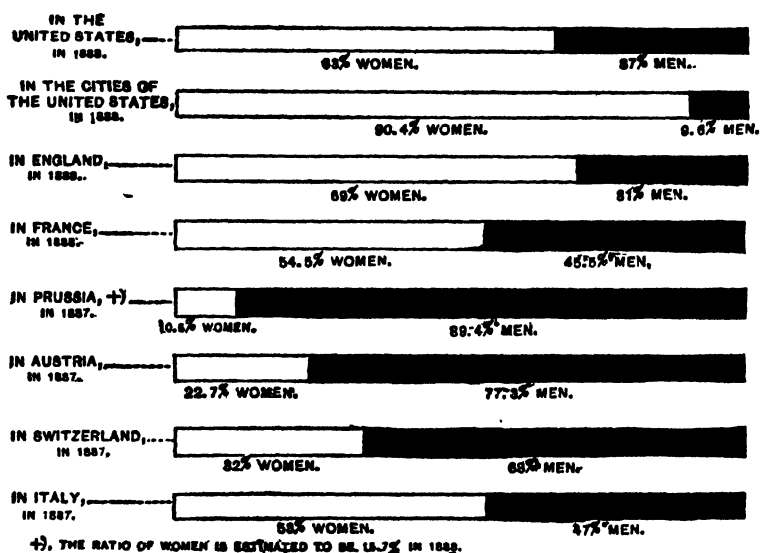 IN THE
UNITED STATES,
IN 1888.
63% WOMEN.
37% MEN.
IN THE CITIES OF
THE UNITED STATES,
IN 1888.
90.4% WOMEN.
9.6% MEN.
IN ENGLAND,
IN
69% WOMEN.
31% MEN.
IN FRANCE,
IN
54.5% WOMEN.
45.5% MEN,
IN PRUSSIA, +)
IN 1887.
10.6% WOMEN.
89.4% MEN.
IN AUSTRIA,
IN 1887.
22.7% WOMEN.
77.3% MEN.
IN SWITZERLAND,
IN 1887,
32% WOMEN.
68% MEN.
IN ITALY,
IN 1887.
53% WOMEN.
47% MEN.
+). THE RATIO OF WOMEN IS ESTIMATED TO BE IN